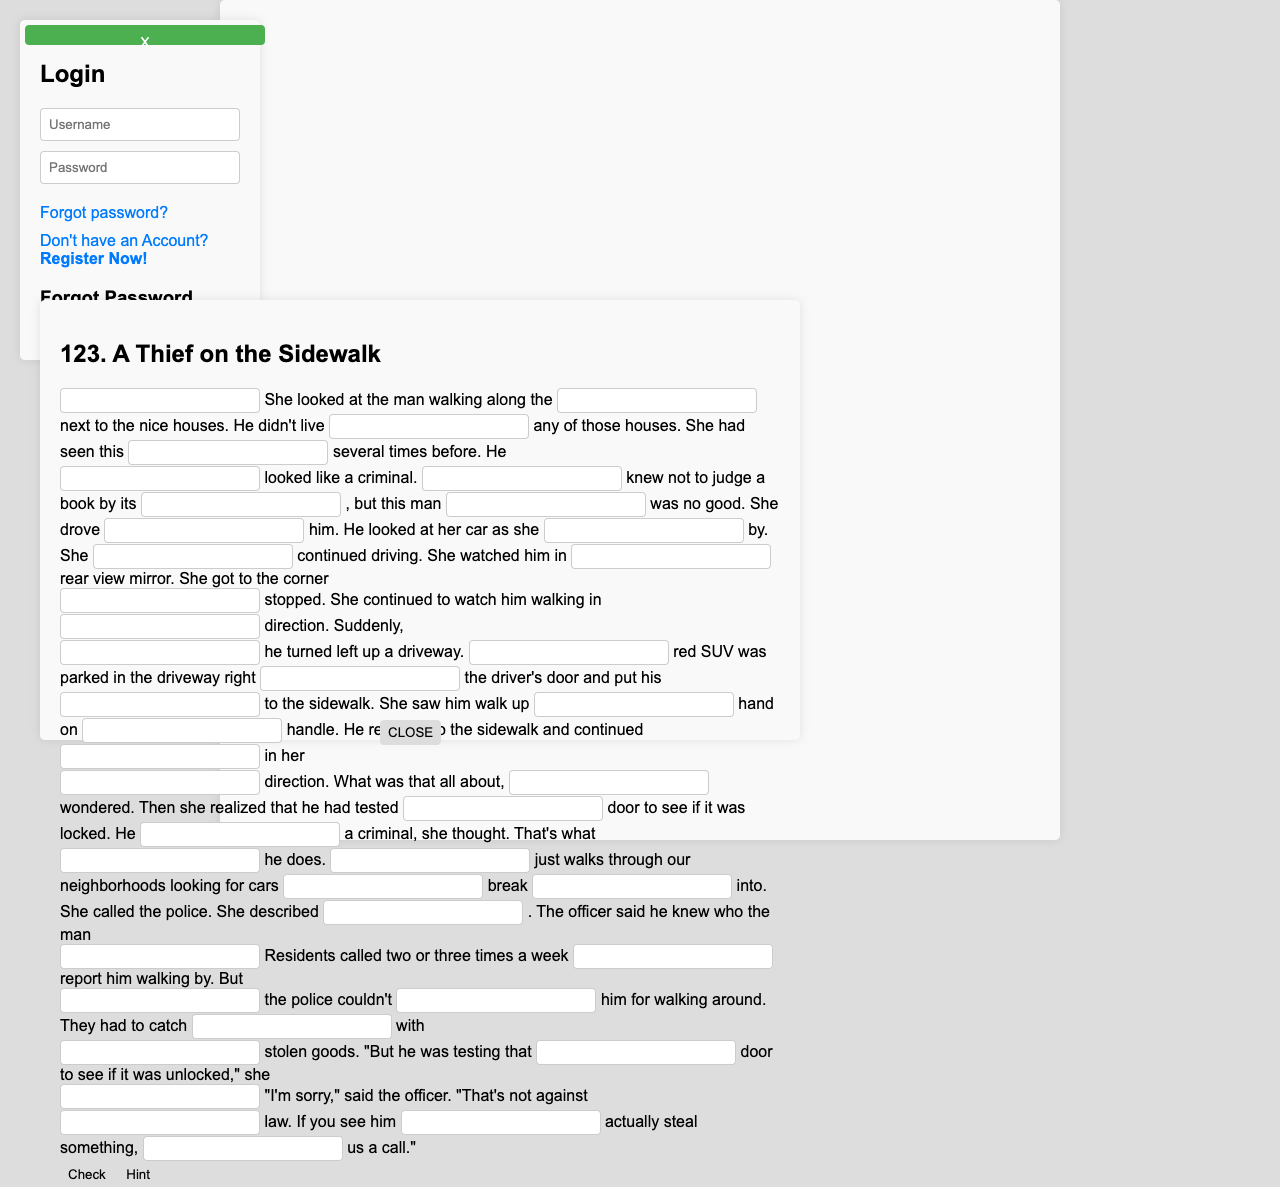 x
Login
Username
Password
Forgot password?
Don't have an Account?
Register Now!
Forgot Password
123. A Thief on the Sidewalk
She looked at the man walking along the
next to the nice houses. He didn't live any of those houses. She had
seen this several times before. He
looked like a criminal. knew not to judge a
book by its , but this man was no good. She
drove him. He looked at her car as she by.
She continued driving. She watched him in
rear view mirror. She got to the corner
stopped. She continued to watch him walking in
direction. Suddenly,
he turned left up a driveway. red SUV was
parked in the driveway right the driver's door and put his
to the sidewalk. She saw him walk up hand
on handle. He re o the sidewalk and continued
CLOSE
in her
direction. What was that all about,
wondered. Then she realized that he had tested door to see if it was
locked. He a criminal, she thought. That's what
he does. just walks through our
neighborhoods looking for cars break into.
She called the police. She described . The officer said he knew who the
man
Residents called two or three times a week
report him walking by. But
the police couldn't him for walking around.
They had to catch with
stolen goods. "But he was testing that door
to see if it was unlocked," she
"I'm sorry," said the officer. "That's not against
law. If you see him actually steal
something, us a call."
Check Hint